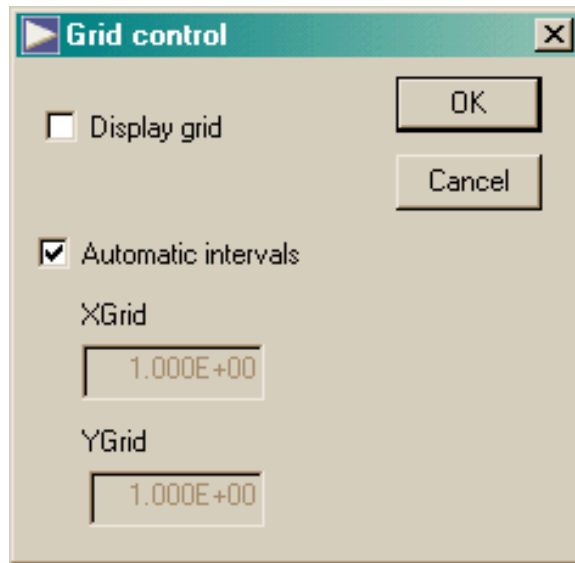 Grid control
Display grid
OK
Cancel
Automatic intervals
XGrid
1.000E+00
YGrid
1.000E+00